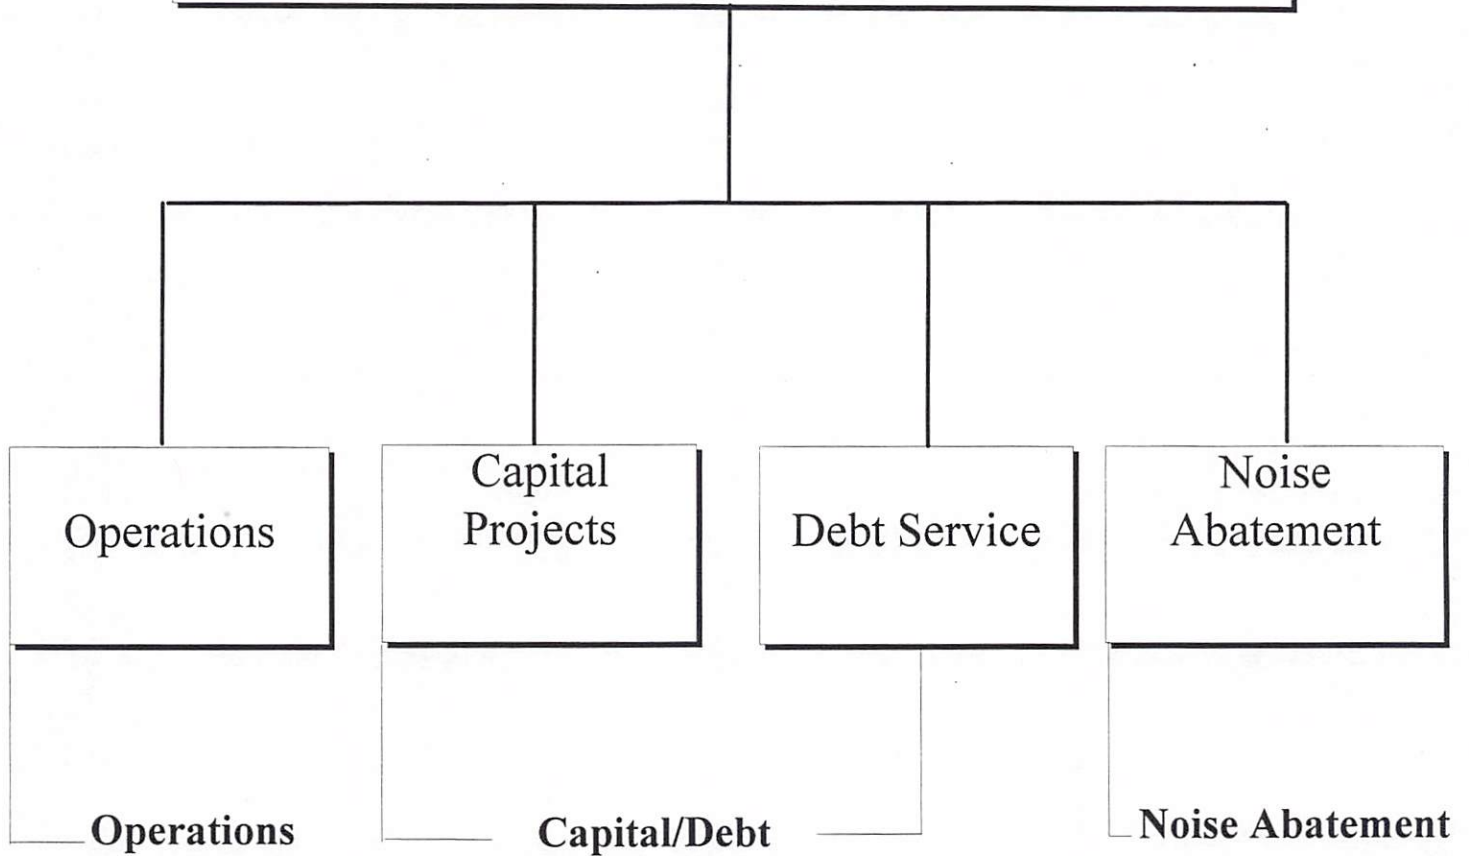 Operations
Capital
Projects
Debt Service
Noise
Abatement
Operations
Capital/Debt
Noise Abatement